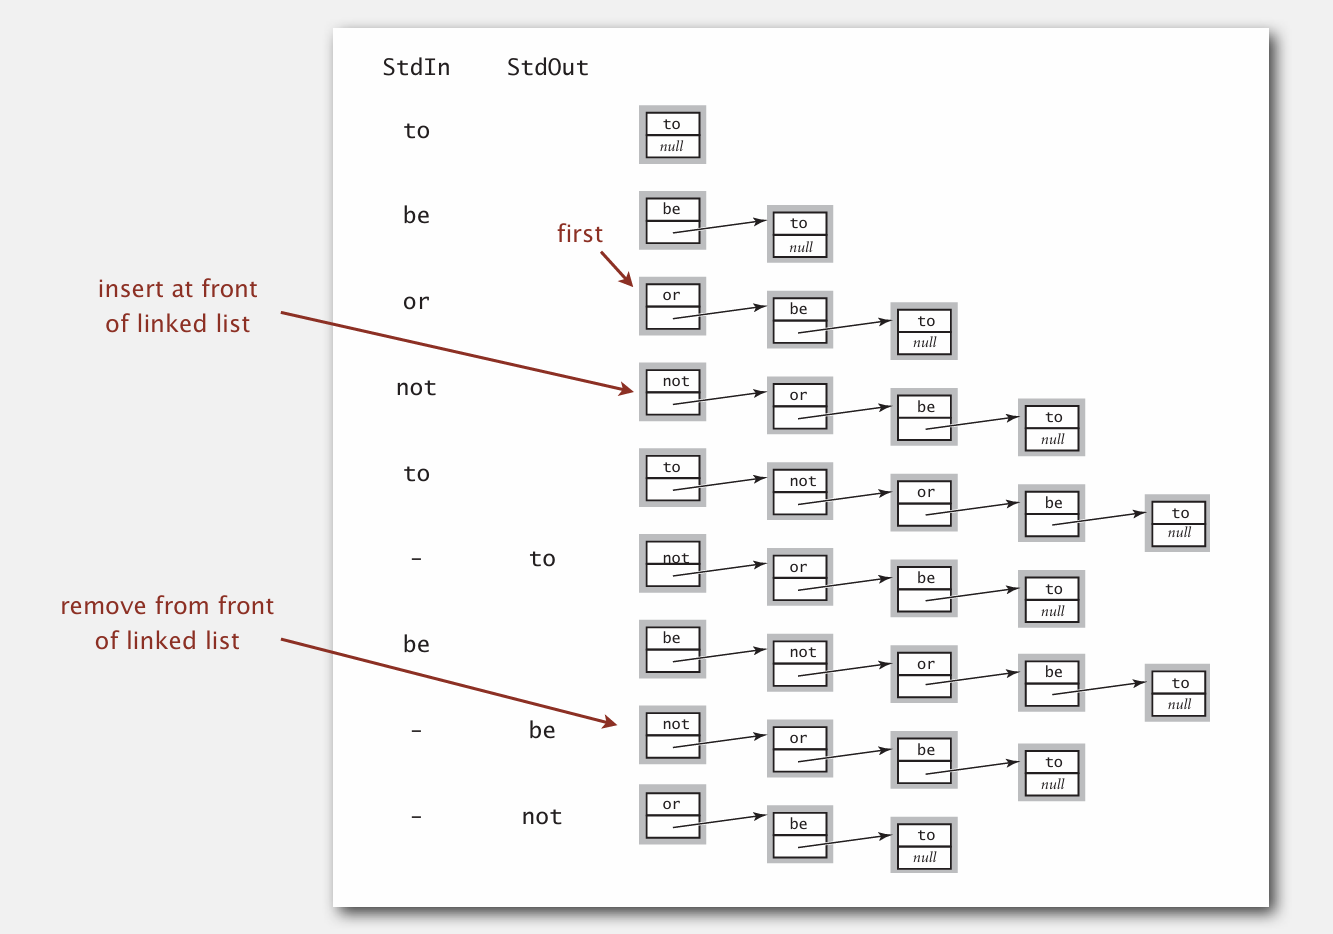 StdIn StdOut
to
to
null
be
be
to
null
first
insert at front
of linked list
or
or
be
to
null
not
not
or
be
to
null
to
to
not
or
be
to
null
– to
not
or
be
to
null
remove from front
of linked list
be
be
not
or
be
to
null
– be
not
or
be
to
null
– not
or
be
to
null